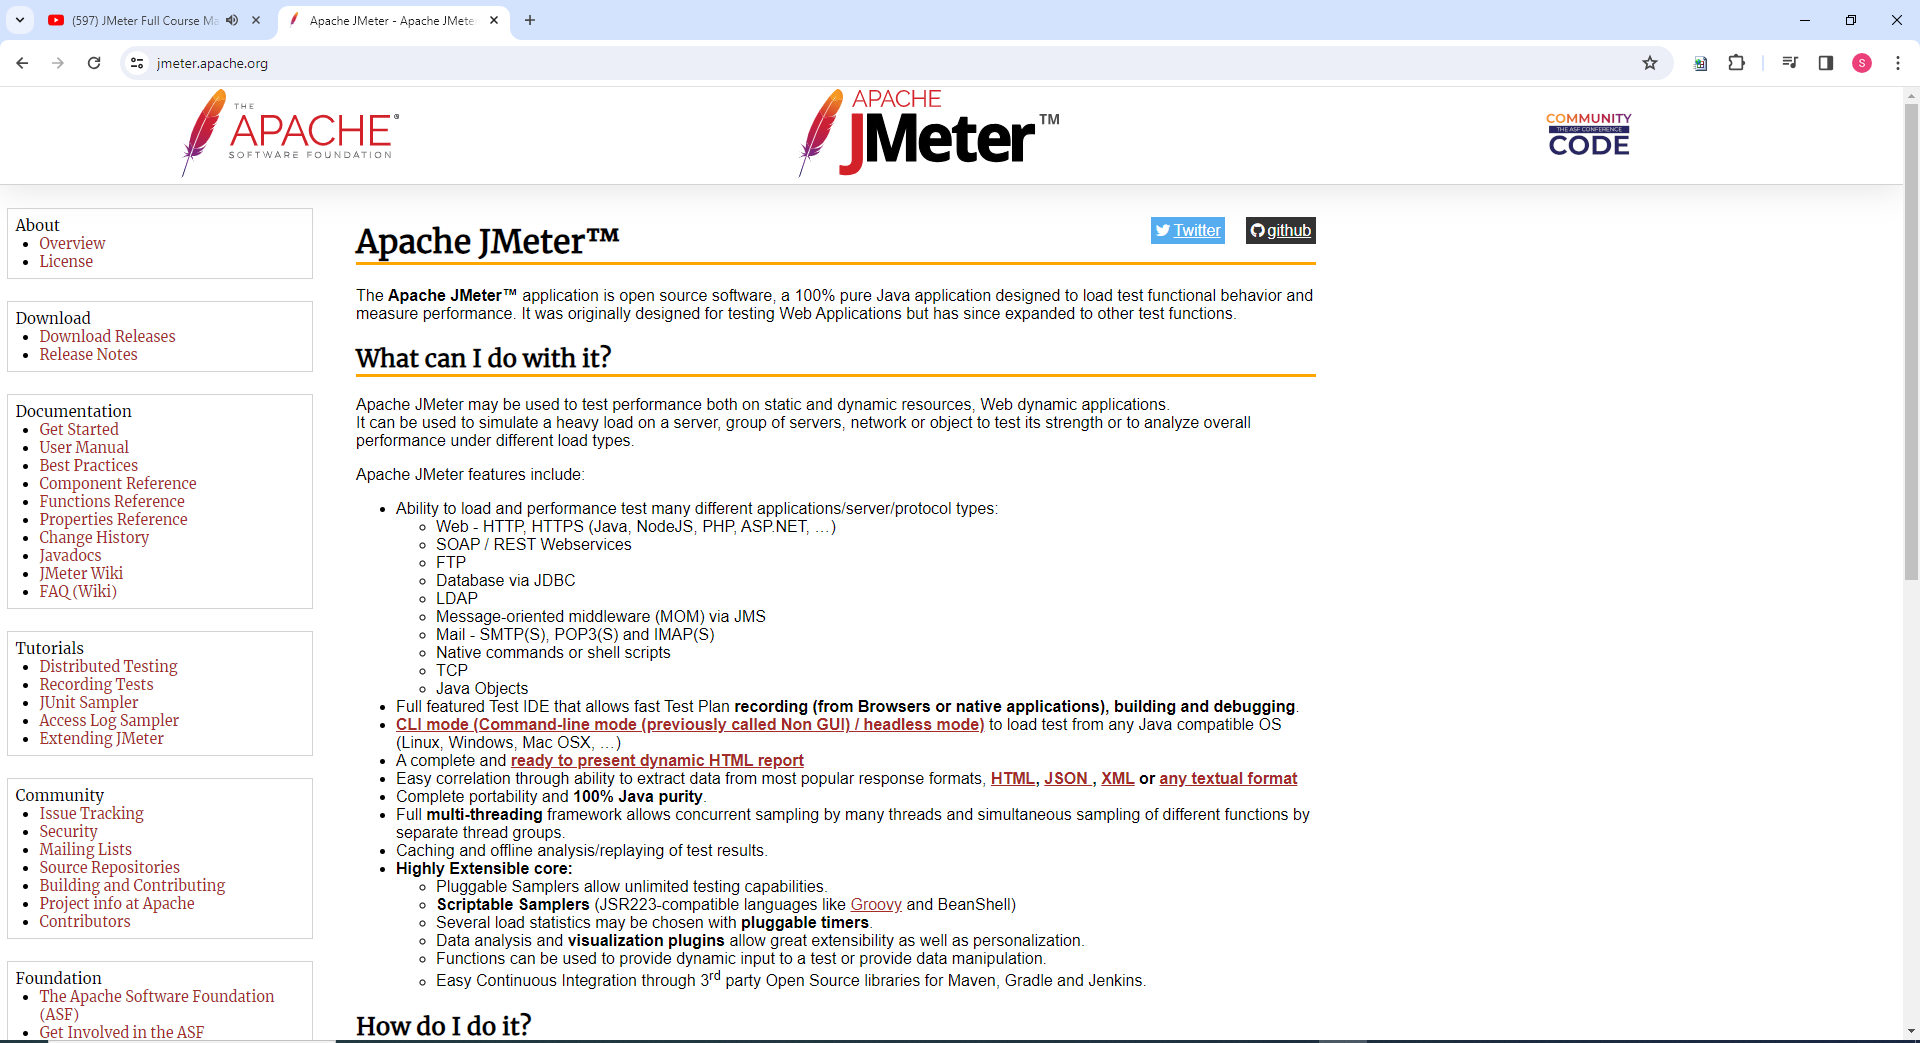 (597) JMeter Full Course Ma
Apache JMeter - Apache JMete
jmeter.apache.org
S
THE
APACHE®
SOFTWARE FOUNDATION
APACHE
JMeter™
COMMUNITY
THE ASF CONFERENCE
CODE
About
Overview
License
Download
Download Releases
Release Notes
Documentation
Get Started
User Manual
Best Practices
Component Reference
Functions Reference
Properties Reference
Change History
Javadocs
JMeter Wiki
FAQ (Wiki)
Tutorials
Distributed Testing
Recording Tests
JUnit Sampler
Access Log Sampler
Extending JMeter
Community
Issue Tracking
Security
Mailing Lists
Source Repositories
Building and Contributing
Project info at Apache
Contributors
Foundation
The Apache Software Foundation
(ASF)
Get Involved in the ASF
Twitter
github
Apache JMeter™
The Apache JMeter™ application is open source software, a 100% pure Java application designed to load test functional behavior and
measure performance. It was originally designed for testing Web Applications but has since expanded to other test functions.
What can I do with it?
Apache JMeter may be used to test performance both on static and dynamic resources, Web dynamic applications.
It can be used to simulate a heavy load on a server, group of servers, network or object to test its strength or to analyze overall
performance under different load types.
Apache JMeter features include:
Ability to load and performance test many different applications/server/protocol types:
Web - HTTP, HTTPS (Java, NodeJS, PHP, ASP.NET, …)
SOAP / REST Webservices
FTP
Database via JDBC
LDAP
Message-oriented middleware (MOM) via JMS
Mail - SMTP(S), POP3(S) and IMAP(S)
Native commands or shell scripts
TCP
Java Objects
Full featured Test IDE that allows fast Test Plan recording (from Browsers or native applications), building and debugging.
CLI mode (Command-line mode (previously called Non GUI) / headless mode) to load test from any Java compatible OS
(Linux, Windows, Mac OSX, …)
A complete and ready to present dynamic HTML report
Easy correlation through ability to extract data from most popular response formats, HTML, JSON , XML or any textual format
Complete portability and 100% Java purity.
Full multi-threading framework allows concurrent sampling by many threads and simultaneous sampling of different functions by
separate thread groups.
Caching and offline analysis/replaying of test results.
Highly Extensible core:
Pluggable Samplers allow unlimited testing capabilities.
Scriptable Samplers (JSR223-compatible languages like Groovy and BeanShell)
Several load statistics may be chosen with pluggable timers.
Data analysis and visualization plugins allow great extensibility as well as personalization.
Functions can be used to provide dynamic input to a test or provide data manipulation.
Easy Continuous Integration through 3rd party Open Source libraries for Maven, Gradle and Jenkins.
How do I do it?